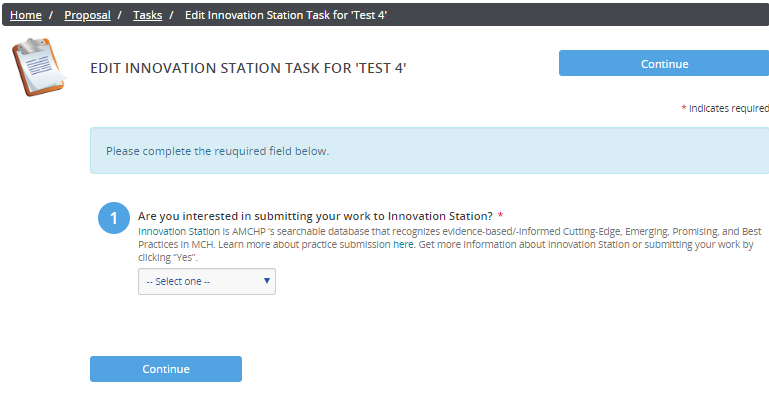 Home / Proposal / Tasks / Edit Innovation Station Task for 'Test 4'
EDIT INNOVATION STATION TASK FOR 'TEST 4'
Continue
* Indicates required
Please complete the reuquired field below.
1
Are you interested in submitting your work to Innovation Station? *
Innovation Station is AMCHP 's searchable database that recognizes evidence-based/-informed Cutting-Edge, Emerging, Promising, and Best
Practices in MCH. Learn more about practice submission here. Get more information about Innovation Station or submitting your work by
clicking "Yes".
-- Select one --
Continue